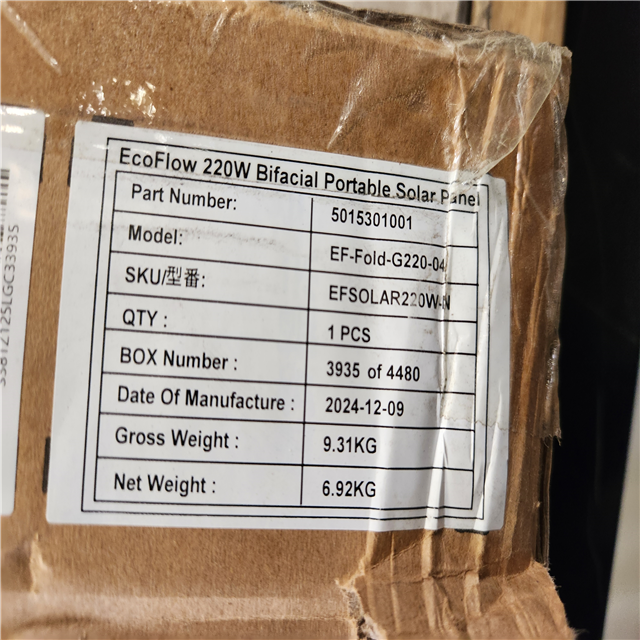 EcoFlow 220W Bifacial Portable Solar Panel
Part Number: 5015301001
Model: EF-Fold-G220-04
SKU/型番: EFSOLAR220W-N
QTY : 1 PCS
BOX Number : 3935 of 4480
Date Of Manufacture : 2024-12-09
Gross Weight : 9.31KG
Net Weight : 6.92KG